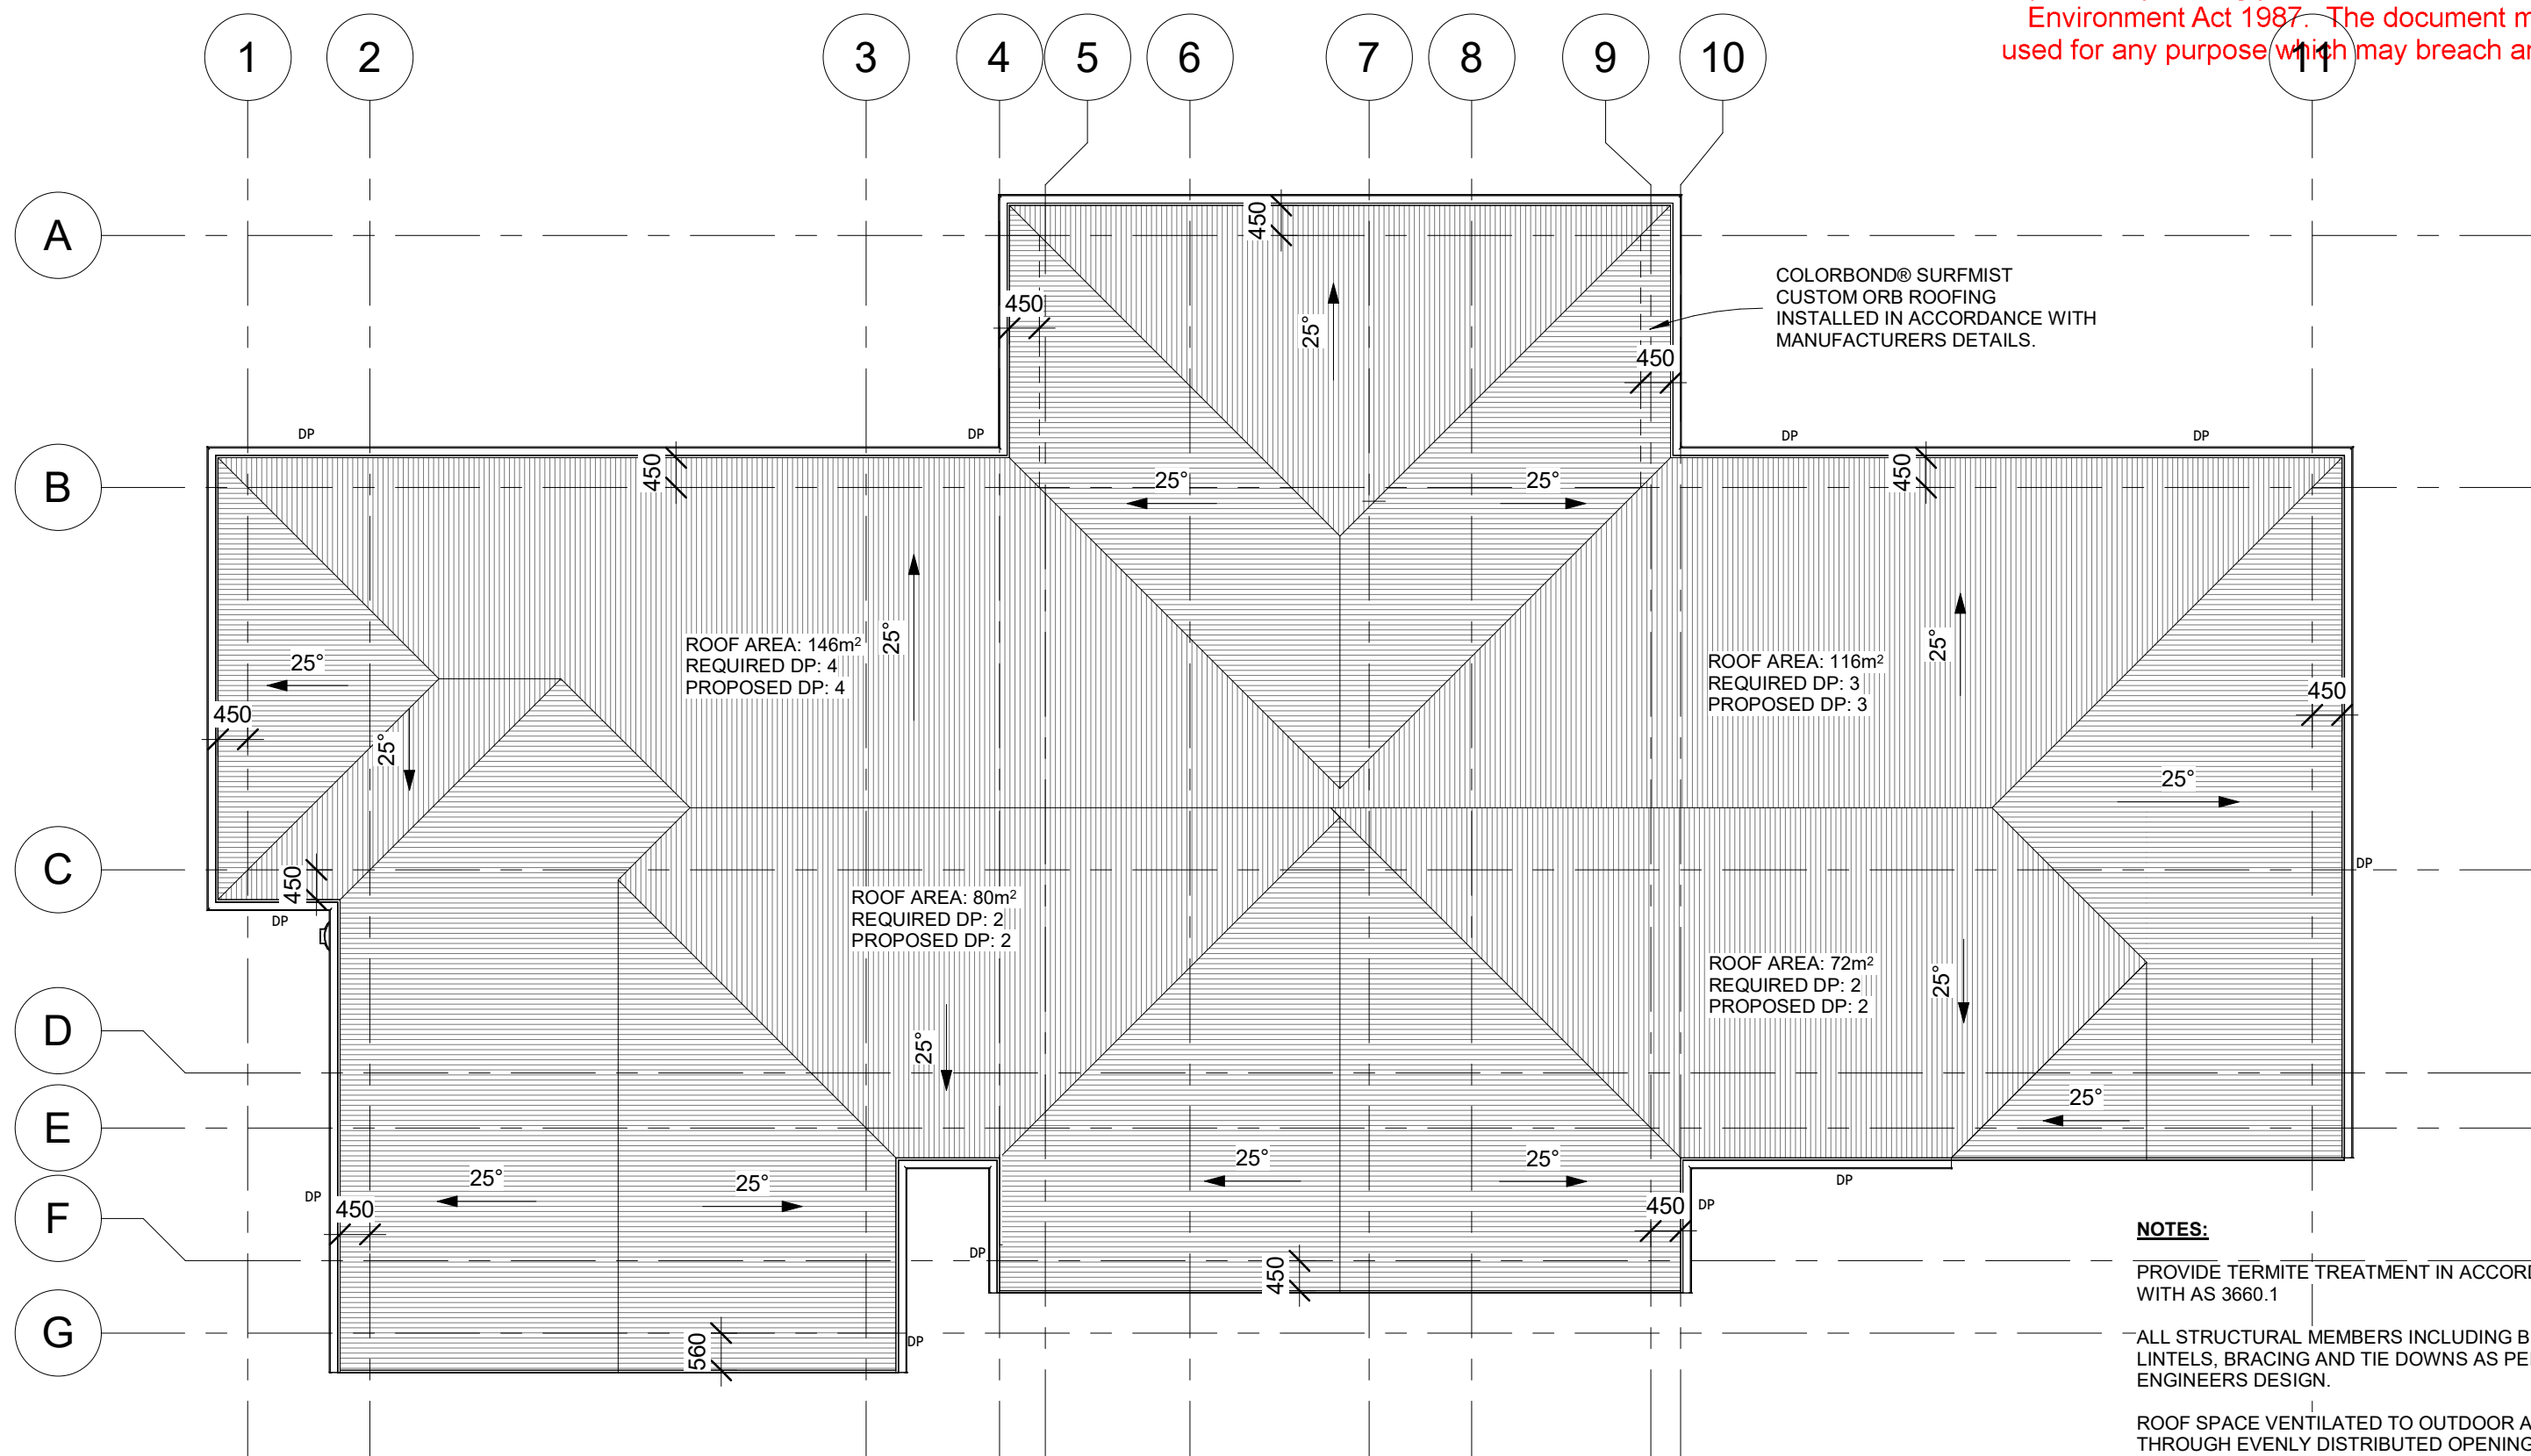 Environment Act 1987. The document m
used for any purpose which may breach ar
1 2 3 4 5 6 7 8 9 10 11
A
450
COLORBOND® SURFMIST
CUSTOM ORB ROOFING
INSTALLED IN ACCORDANCE WITH
MANUFACTURERS DETAILS.
450
25°
450
DP
DP
DP
DP
B
450
25°
25°
450
ROOF AREA: 146m²
REQUIRED DP: 4
PROPOSED DP: 4
25°
ROOF AREA: 116m²
REQUIRED DP: 3
PROPOSED DP: 3
25°
25°
450
450
25°
25°
C
450
DP
DP
ROOF AREA: 80m²
REQUIRED DP: 2
PROPOSED DP: 2
ROOF AREA: 72m²
REQUIRED DP: 2
PROPOSED DP: 2
25°
D
25°
E
25°
25°
25°
25°
25°
DP
DP
450
450
DP
F
DP
450
G
560
DP
NOTES:
PROVIDE TERMITE TREATMENT IN ACCOR
WITH AS 3660.1
ALL STRUCTURAL MEMBERS INCLUDING B
LINTELS, BRACING AND TIE DOWNS AS PE
ENGINEERS DESIGN.
ROOF SPACE VENTILATED TO OUTDOOR A
THROUGH EVENLY DISTRIBUTED OPENING